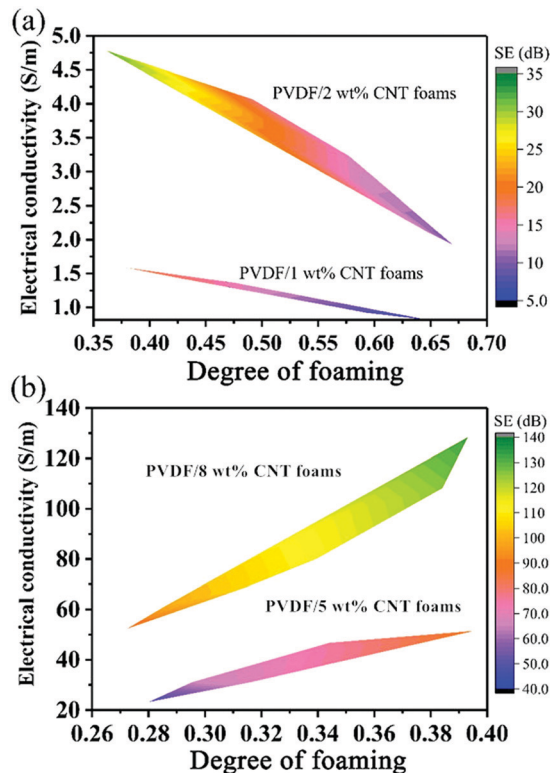 (a)
SE (dB)
5.0
4.5
4.0
3.5
3.0
2.5
2.0
1.5
1.0
Electrical conductivity (S/m)
PVDF/2 wt% CNT foams
PVDF/1 wt% CNT foams
35
30
25
20
15
10
5.0
0.35 0.40 0.45 0.50 0.55 0.60 0.65 0.70
Degree of foaming
(b)
SE (dB)
140
120
100
80
60
40
20
Electrical conductivity (S/m)
PVDF/8 wt% CNT foams
PVDF/5 wt% CNT foams
140
130
120
110
100
90.0
80.0
70.0
60.0
50.0
40.0
0.26 0.28 0.30 0.32 0.34 0.36 0.38 0.40
Degree of foaming